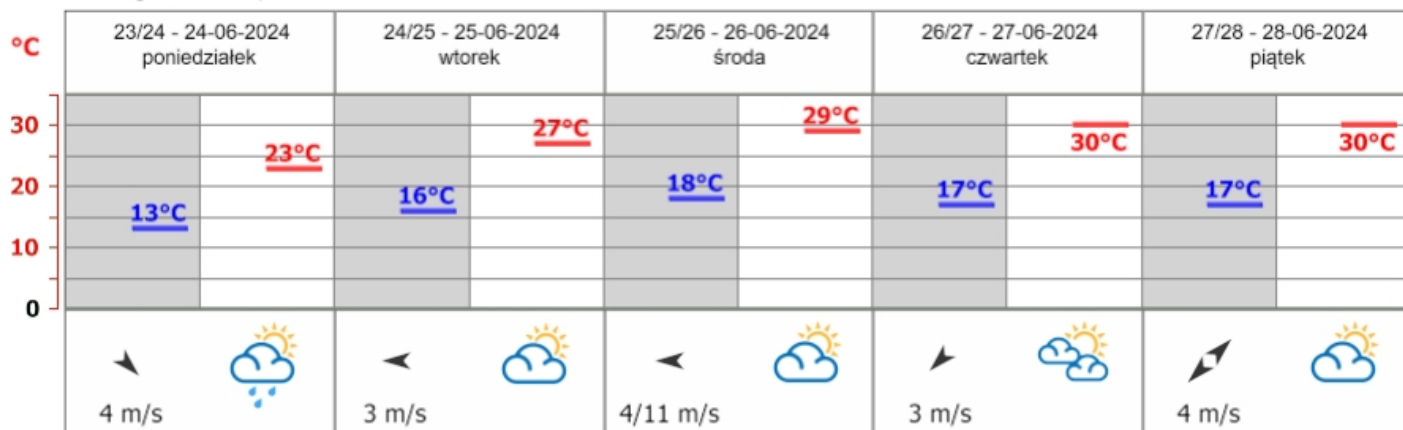 °C
23/24 - 24-06-2024
poniedziałek
24/25 - 25-06-2024
wtorek
25/26 - 26-06-2024
środa
26/27 - 27-06-2024
czwartek
27/28 - 28-06-2024
piątek
30
20
10
0
13°C
23°C
16°C
27°C
18°C
29°C
17°C
30°C
17°C
30°C
4 m/s
3 m/s
4/11 m/s
3 m/s
4 m/s